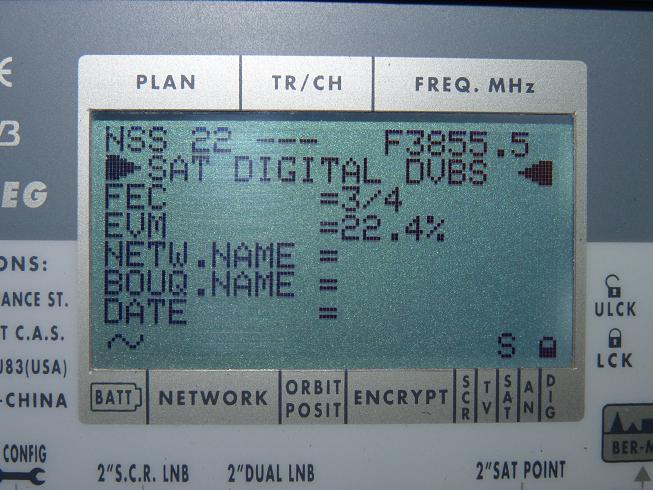 PLAN TR/CH FREQ. MHz
NSS 22 --- F3855.5
SAT DIGITAL DVBS
FEC =3/4
EVM =22.4%
NETW.NAME =
BOUQ.NAME =
DATE =
~ S
EG
ONS:
ANCE ST.
T C.A.S.
J83(USA)
-CHINA
ULCK
LCK
BATT NETWORK ORBIT POSIT ENCRYPT SCR TV SAT AN DIG
CONFIG
2"S.C.R. LNB 2"DUAL LNB 2"SAT POINT
BER-M